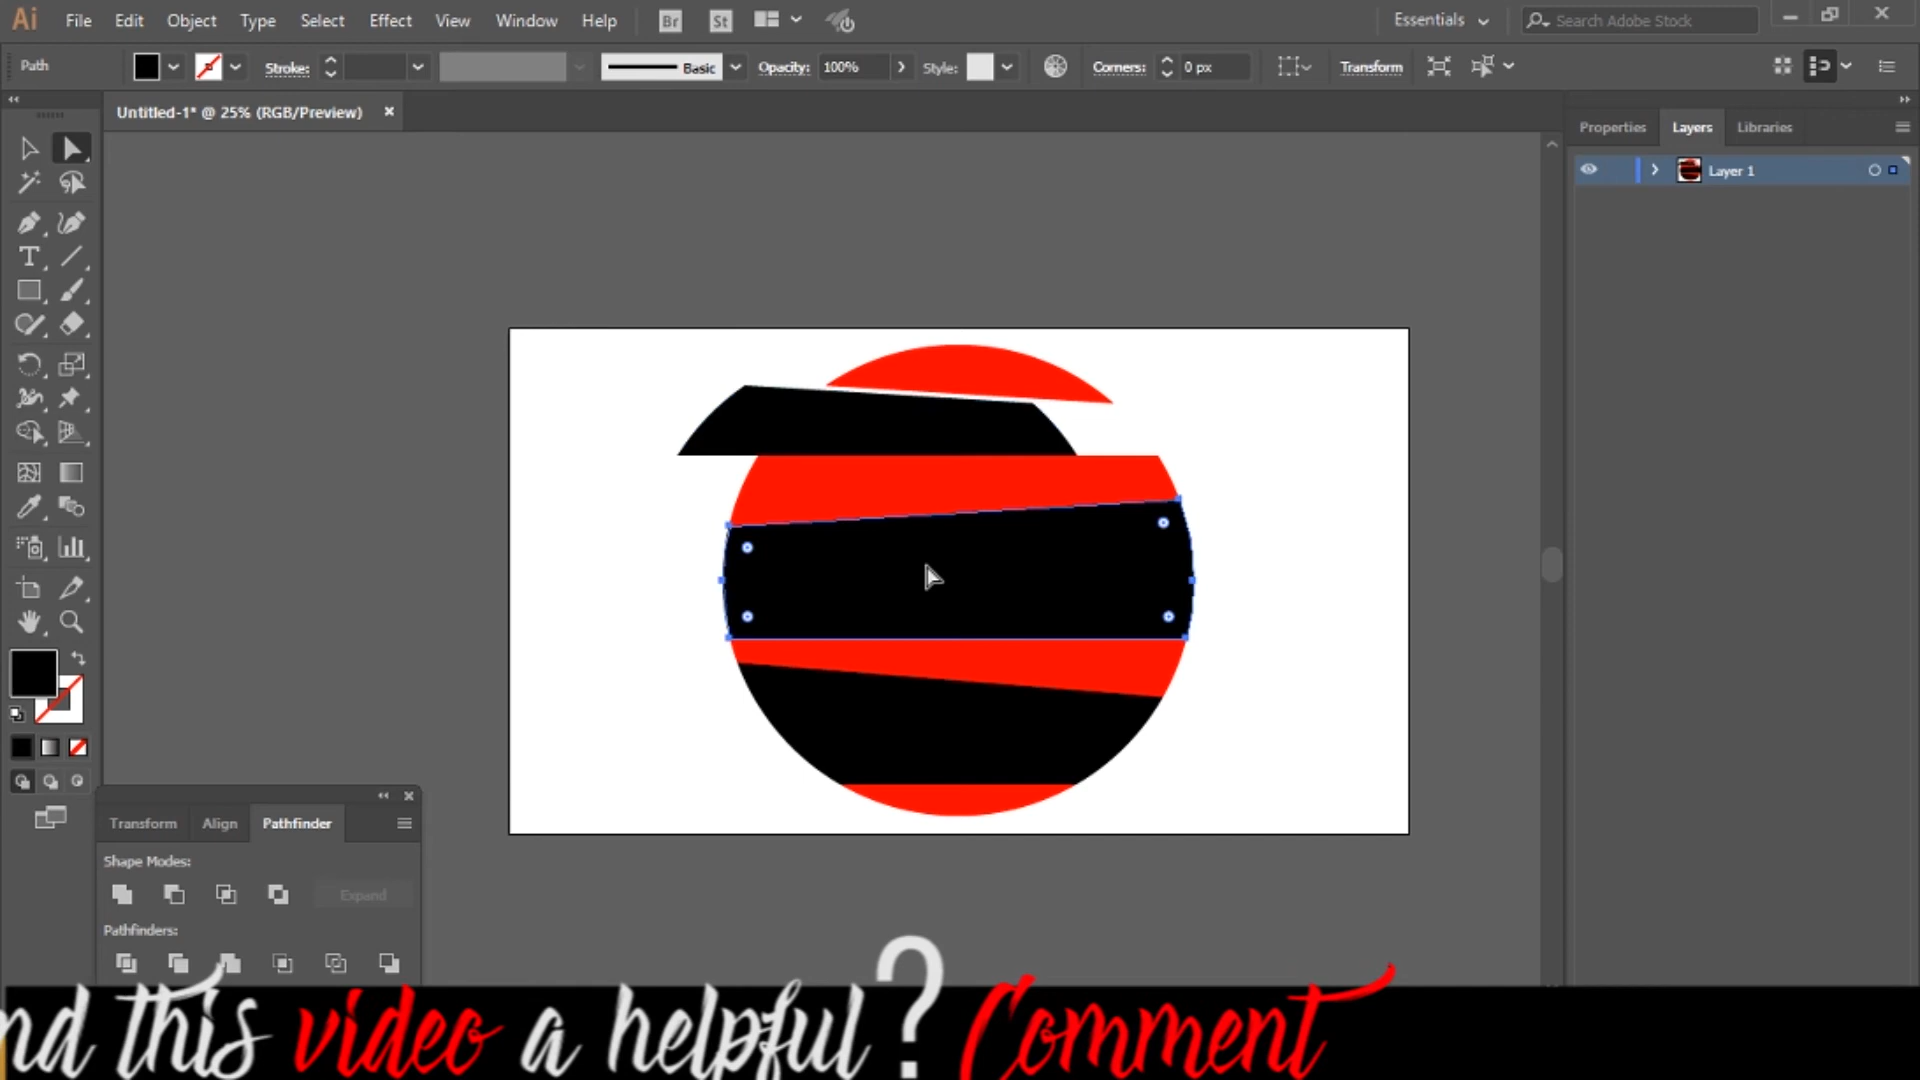 Ai File Edit Object Type Select Effect View Window Help Br St Essentials Search Adobe Stock
Path Stroke: Basic Opacity: 100% Style: Corners: 0 px Transform
Untitled-1* @ 25% (RGB/Preview)
Properties Layers Libraries
Layer 1
Transform Align Pathfinder
Shape Modes:
Expand
Pathfinders:
nd this video a helpful? Comment